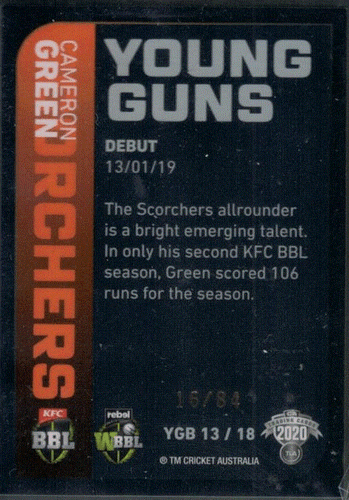 CAMERON
GREEN
ORCHERS
YOUNG
GUNS
DEBUT
13/01/19
The Scorchers allrounder
is a bright emerging talent.
In only his second KFC BBL
season, Green scored 106
runs for the season.
16/84
KFC
BBL
rebel
WBBL
YGB 13 / 18
2020
TLA
® TM CRICKET AUSTRALIA